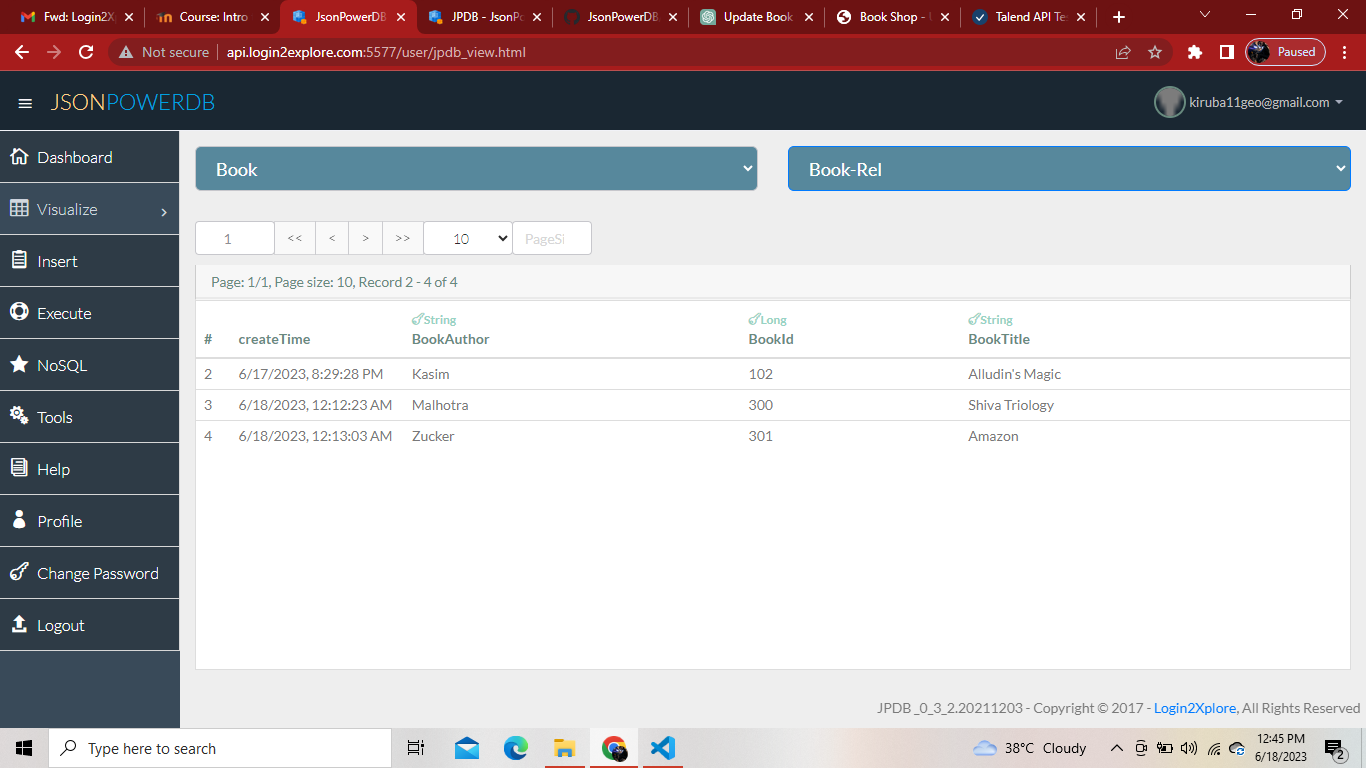 Fwd: Login2X
Course: Intro
JsonPowerDB
JPDB - JsonPo
JsonPowerDB
Update Book
Book Shop -
Talend API Te
Not secure
api.login2explore.com:5577/user/jpdb_view.html
Paused
JSONPOWERDB
kiruba11geo@gmail.com
Dashboard
Visualize
Insert
Execute
NoSQL
Tools
Help
Profile
Change Password
Logout
Book
Book-Rel
1 << < > >> 10 PageSi
Page: 1/1, Page size: 10, Record 2 - 4 of 4
String Long String
# createTime BookAuthor BookId BookTitle
2 6/17/2023, 8:29:28 PM Kasim 102 Alludin's Magic
3 6/18/2023, 12:12:23 AM Malhotra 300 Shiva Triology
4 6/18/2023, 12:13:03 AM Zucker 301 Amazon
JPDB_0_3_2.20211203 - Copyright © 2017 - Login2Xplore, All Rights Reserved
Type here to search
38°C Cloudy
12:45 PM
6/18/2023
2